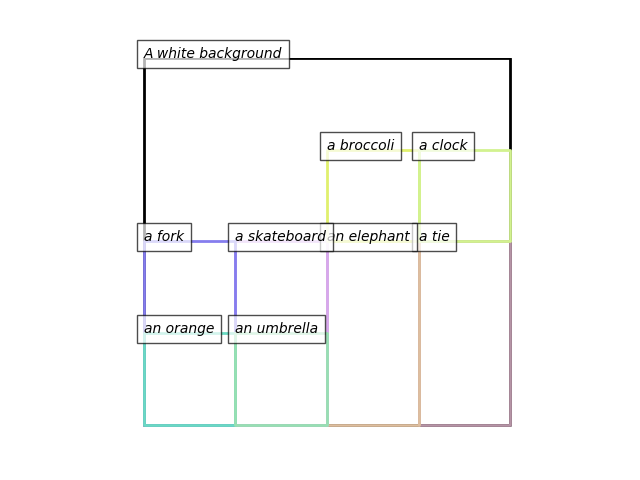 A white background
a broccoli
a clock
a fork
a skateboard
an elephant
a tie
an orange
an umbrella